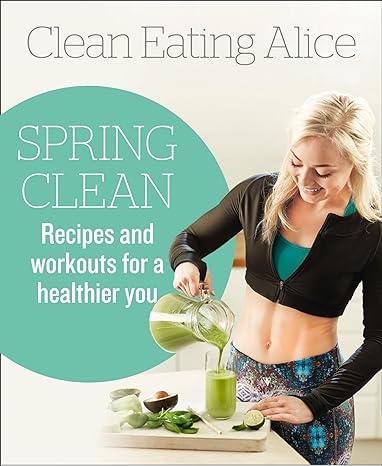 Clean Eating Alice
SPRING
CLEAN
Recipes and
workouts for a
healthier you